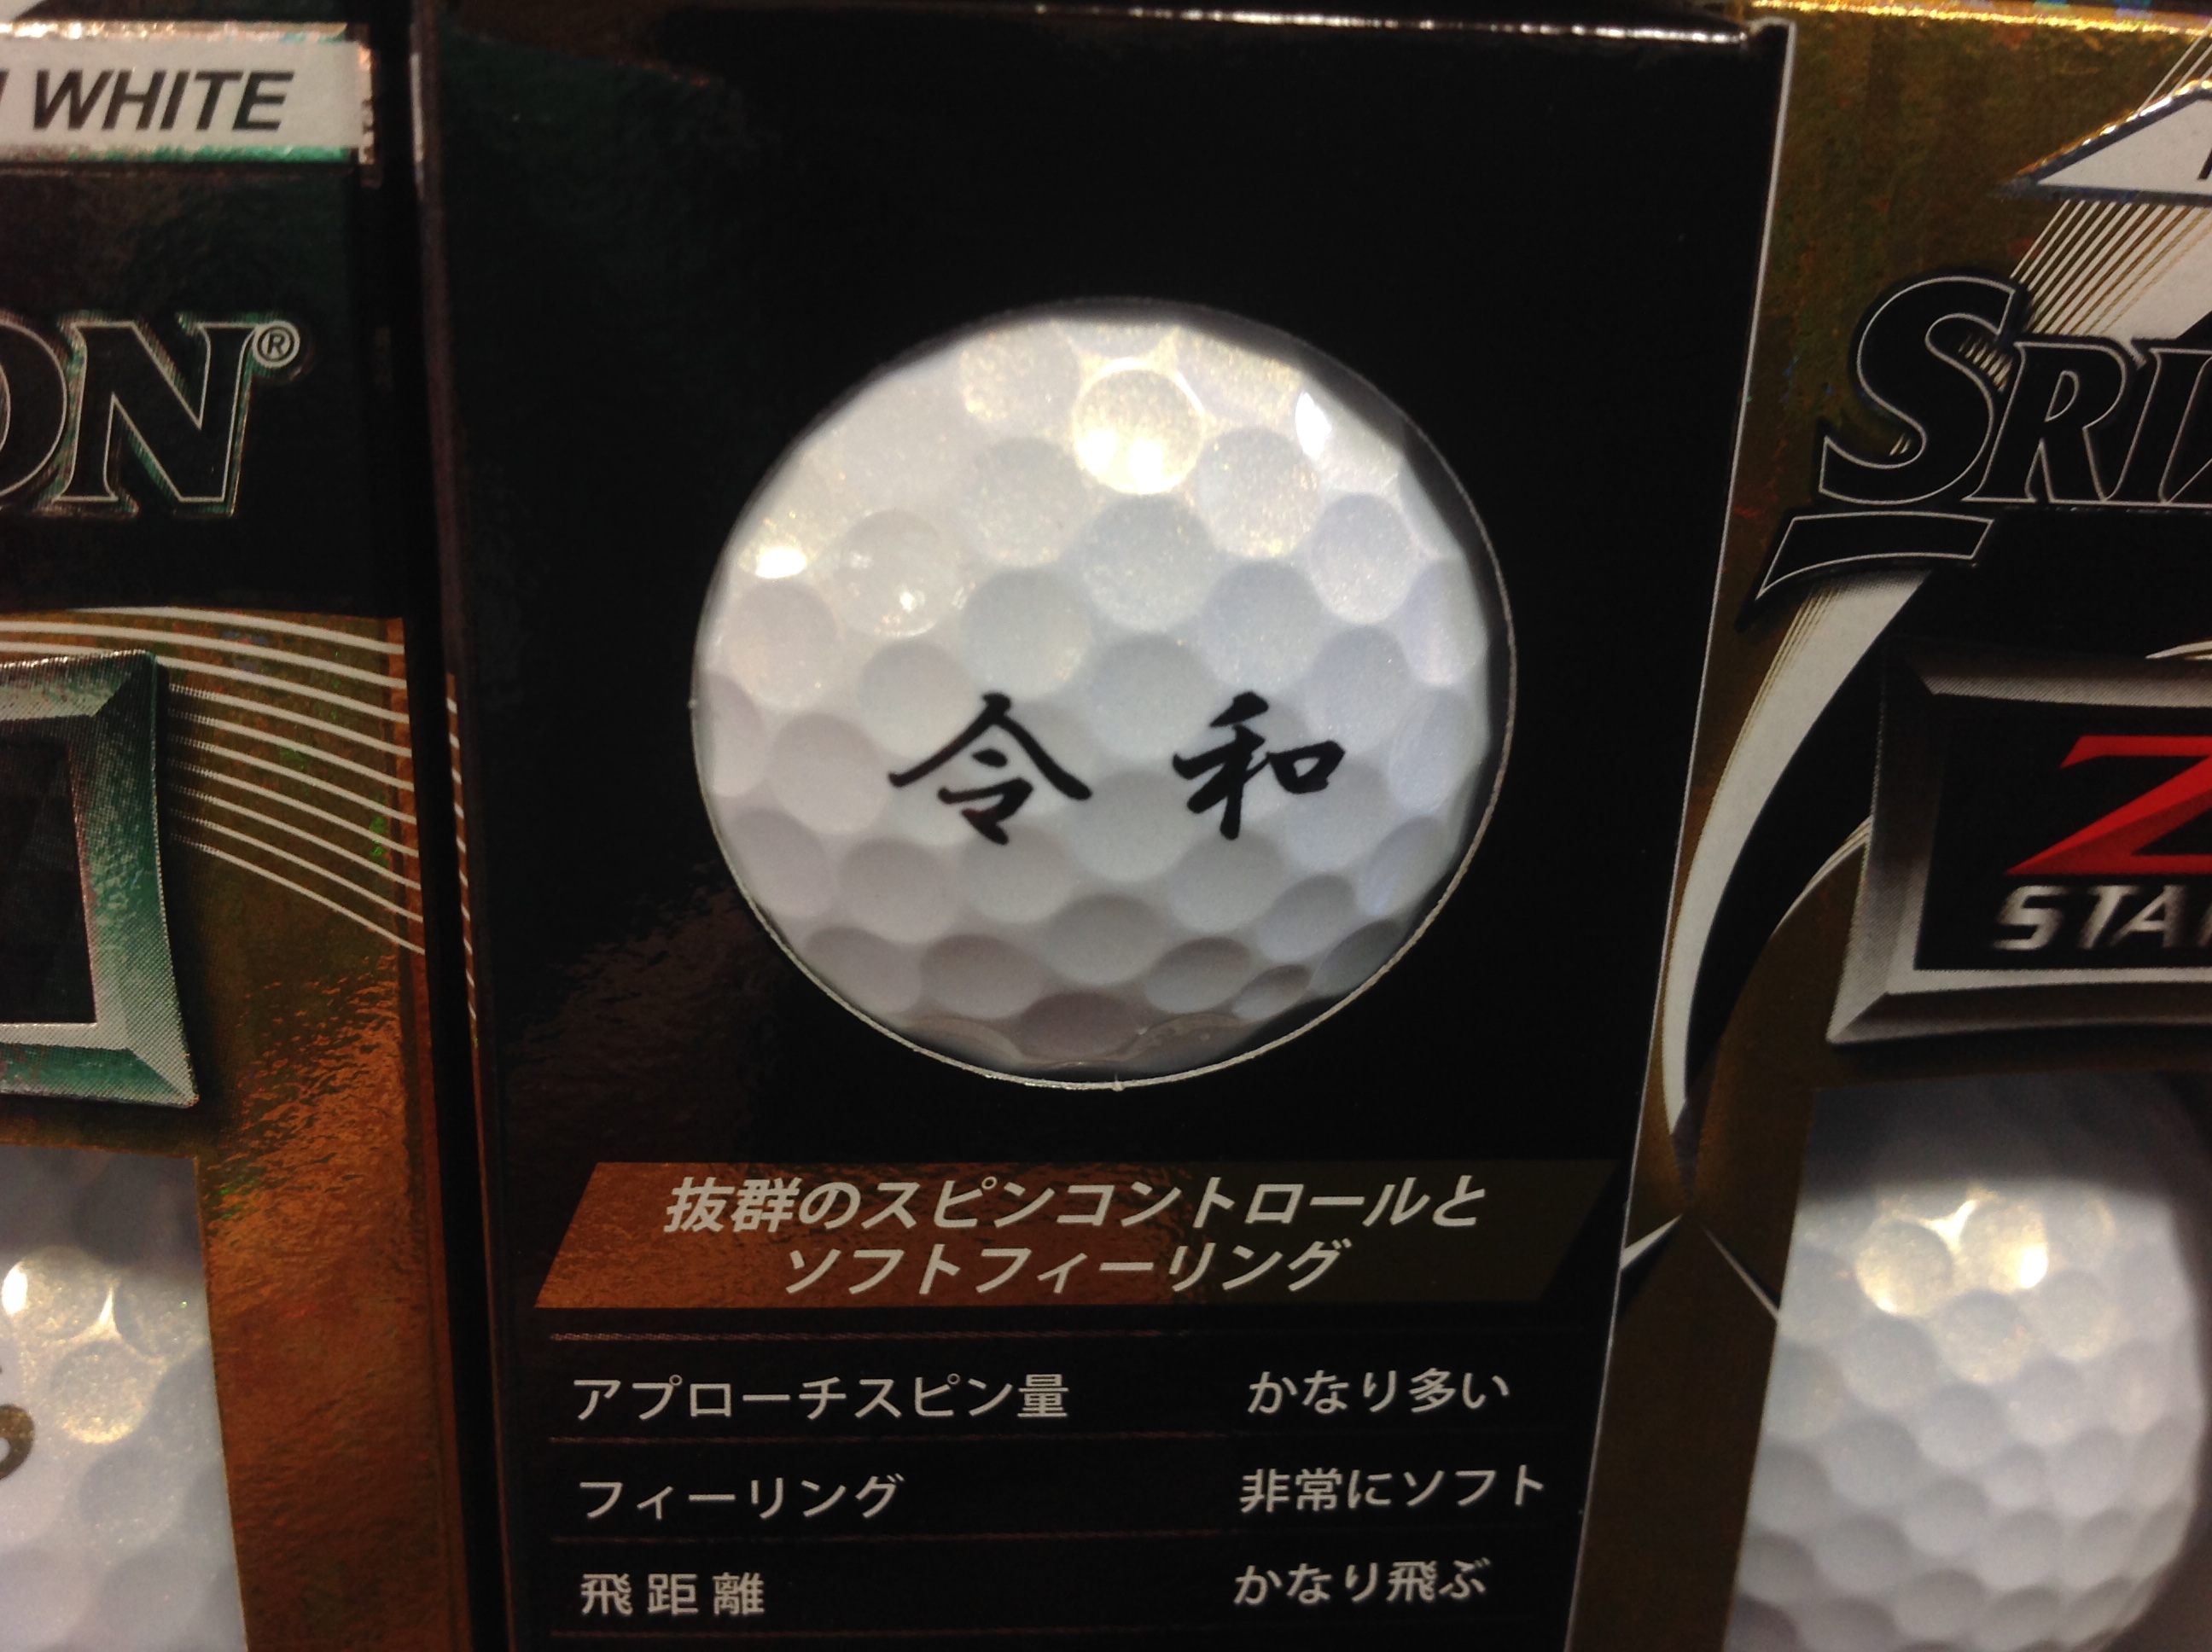 WHITE
ON®
令 和
抜群のスピンコントロールと
ソフトフィーリング
アプローチスピン量 かなり多い
フィーリング 非常にソフト
飛距離 かなり飛ぶ
SRIX
Z
STAR